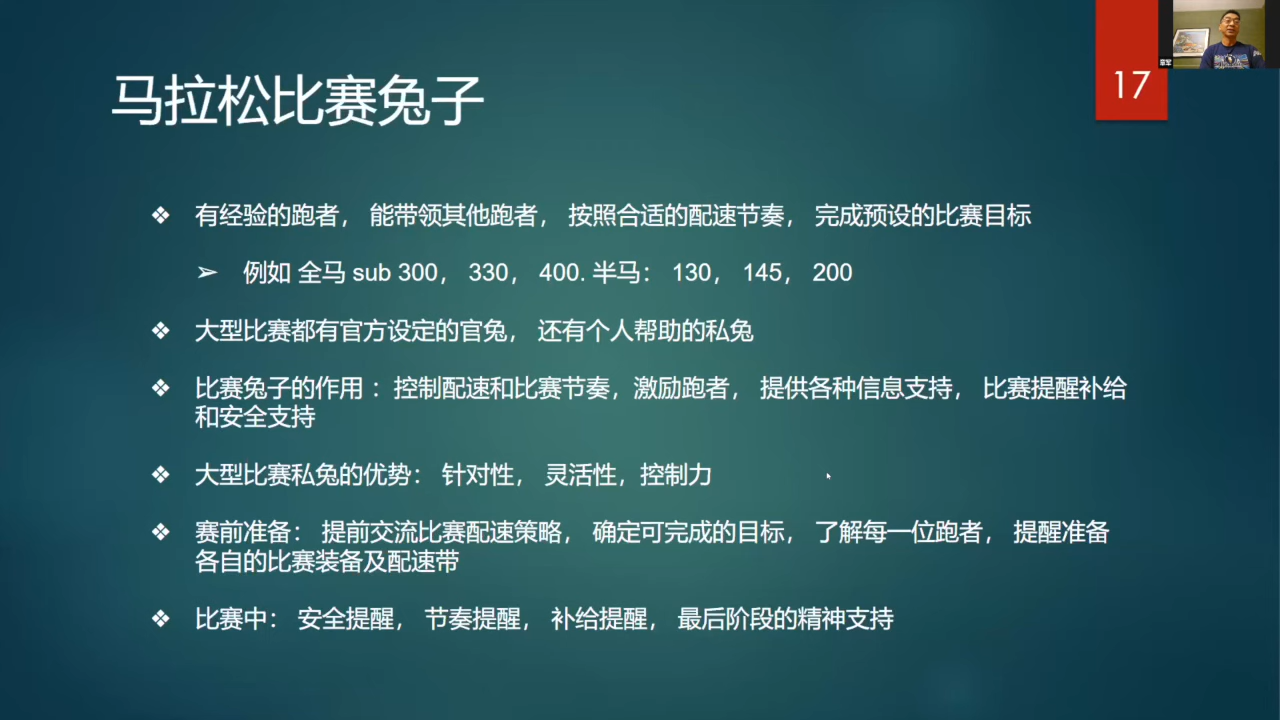 马拉松比赛兔子
17
有经验的跑者， 能带领其他跑者， 按照合适的配速节奏， 完成预设的比赛目标
例如 全马 sub 300， 330， 400. 半马： 130， 145， 200
大型比赛都有官方设定的官兔， 还有个人帮助的私兔
比赛兔子的作用 ：控制配速和比赛节奏，激励跑者， 提供各种信息支持， 比赛提醒补给
和安全支持
大型比赛私兔的优势： 针对性， 灵活性，控制力
赛前准备： 提前交流比赛配速策略， 确定可完成的目标， 了解每一位跑者， 提醒准备
各自的比赛装备及配速带
比赛中： 安全提醒， 节奏提醒， 补给提醒， 最后阶段的精神支持